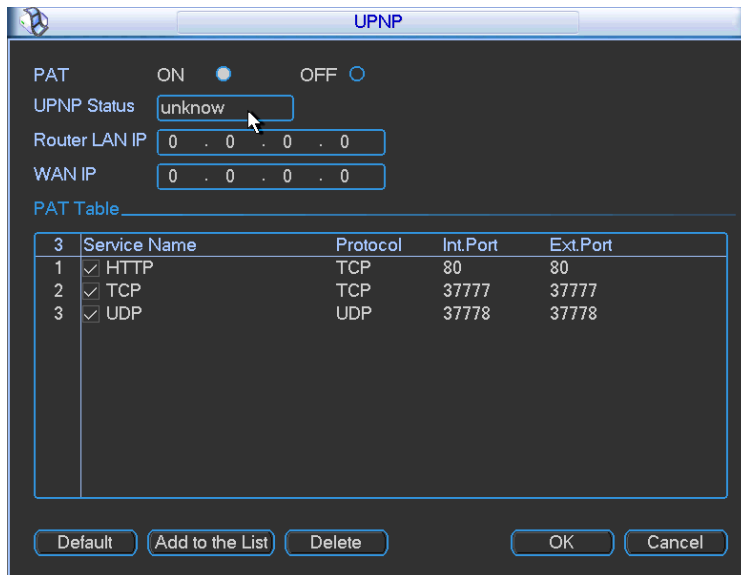 UPNP
PAT ON OFF
UPNP Status unknow
Router LAN IP 0 . 0 . 0 . 0
WAN IP 0 . 0 . 0 . 0
PAT Table
3 Service Name Protocol Int.Port Ext.Port
1 HTTP TCP 80 80
2 TCP TCP 37777 37777
3 UDP UDP 37778 37778
Default Add to the List Delete OK Cancel